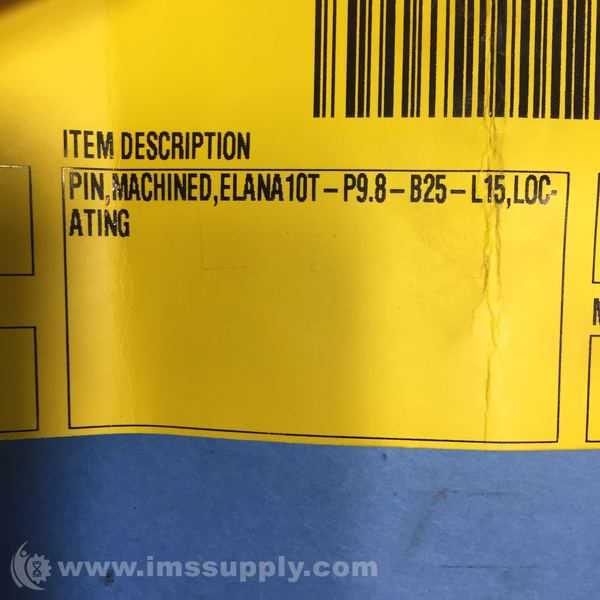 ITEM DESCRIPTION
PIN,MACHINED,ELANA10T-P9.8-B25-L15,LOC-
ATING
www.imssupply.com